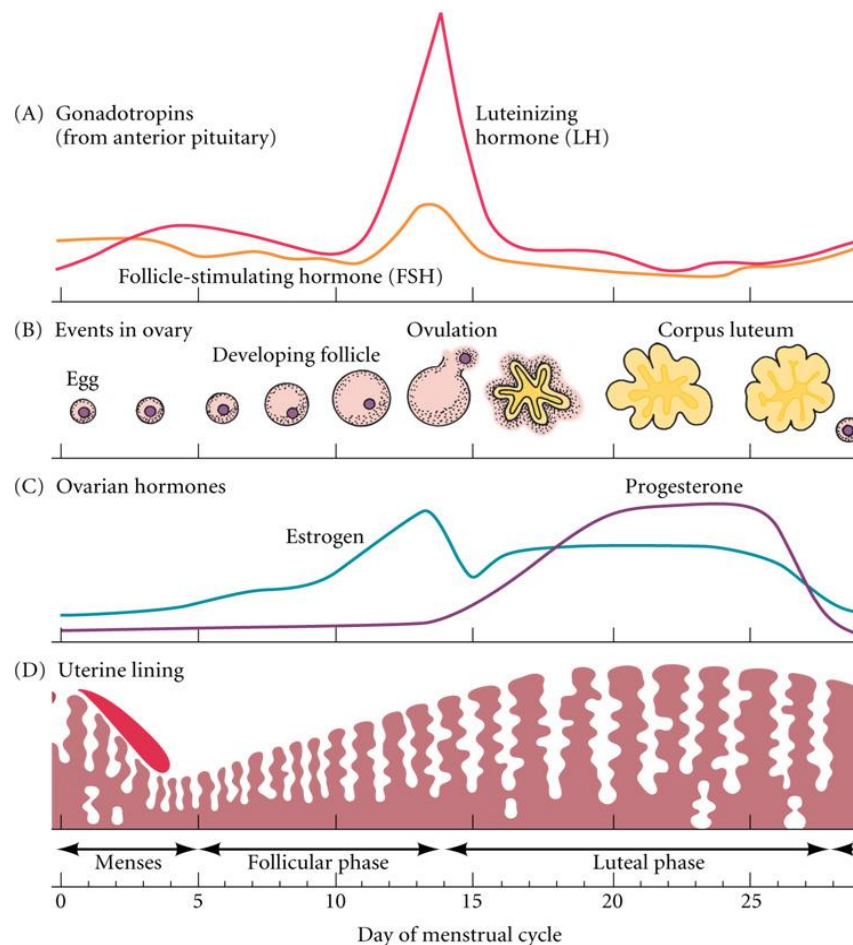 (A) Gonadotropins
(from anterior pituitary)
Luteinizing
hormone (LH)
Follicle-stimulating hormone (FSH)
(B) Events in ovary
Ovulation
Corpus luteum
Developing follicle
Egg
(C) Ovarian hormones
Progesterone
Estrogen
(D) Uterine lining
Menses
Follicular phase
Luteal phase
0 5 10 15 20 25
Day of menstrual cycle